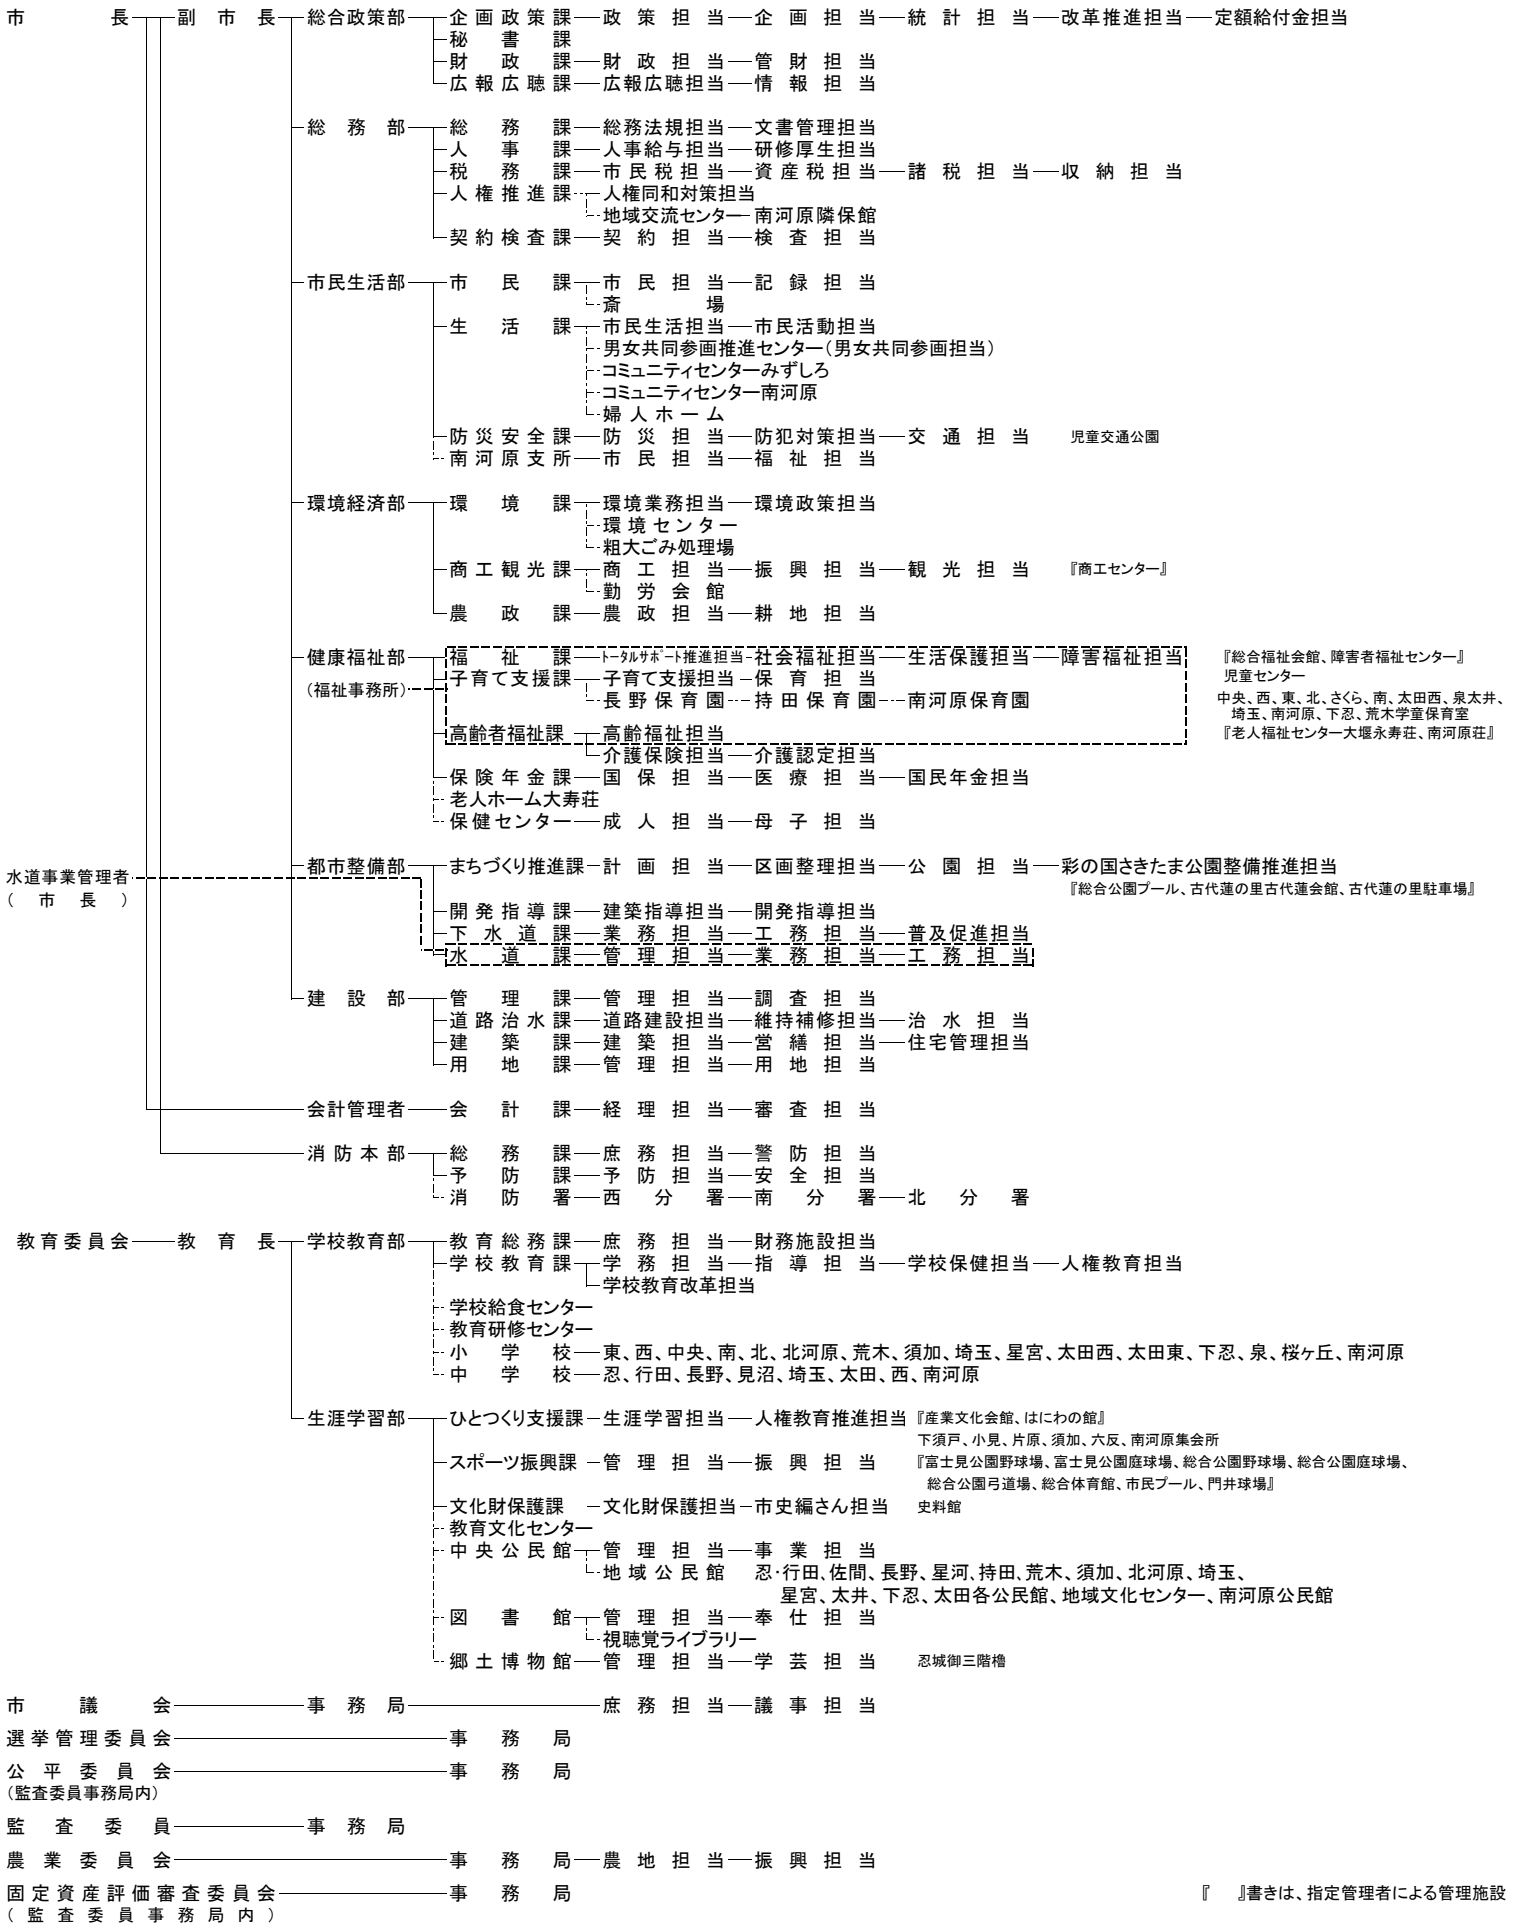 市長 副市長 総合政策部 企画政策課 政策担当 企画担当 統計担当 改革推進担当 定額給付金担当
秘書課
財政課 財政担当 管財担当
広報広聴課 広報広聴担当 情報担当
総務部 総務課 総務法規担当 文書管理担当
人事課 人事給与担当 研修厚生担当
税務課 市民税担当 資産税担当 諸税担当 収納担当
人権推進課 人権同和対策担当
地域交流センター 南河原隣保館
契約検査課 契約担当 検査担当
市民生活部 市民課 市民担当 記録担当
斎場
生活課 市民生活担当 市民活動担当
男女共同参画推進センター(男女共同参画担当)
コミュニティセンターみずしろ
コミュニティセンター南河原
婦人ホーム
防災安全課 防災担当 防犯対策担当 交通担当 児童交通公園
南河原支所 市民担当 福祉担当
環境経済部 環境課 環境業務担当 環境政策担当
環境センター
粗大ごみ処理場
商工観光課 商工担当 振興担当 観光担当 『商工センター』
勤労会館
農政課 農政担当 耕地担当
健康福祉部 福祉課 トータルサポート推進担当 社会福祉担当 生活保護担当 障害福祉担当 『総合福祉会館、障害者福祉センター』
子育て支援課 子育て支援担当 保育担当 児童センター
(福祉事務所) 長野保育園 持田保育園 南河原保育園 中央、西、東、北、さくら、南、太田西、泉太井、
埼玉、南河原、下忍、荒木学童保育室
高齢者福祉課 高齢福祉担当 『老人福祉センター大堰永寿荘、南河原荘』
介護保険担当 介護認定担当
保険年金課 国保担当 医療担当 国民年金担当
老人ホーム大寿荘
保健センター 成人担当 母子担当
都市整備部 まちづくり推進課 計画担当 区画整理担当 公園担当 彩の国さきたま公園整備推進担当
水道事業管理者
(市長) 『総合公園プール、古代蓮の里古代蓮会館、古代蓮の里駐車場』
開発指導課 建築指導担当 開発指導担当
下水道課 業務担当 工務担当 普及促進担当
水道課 管理担当 業務担当 工務担当
建設部 管理課 管理担当 調査担当
道路治水課 道路建設担当 維持補修担当 治水担当
建築課 建築担当 営繕担当 住宅管理担当
用地課 管理担当 用地担当
会計管理者 会計課 経理担当 審査担当
消防本部 総務課 庶務担当 警防担当
予防課 予防担当 安全担当
消防署 西分署 南分署 北分署
教育委員会 教育長 学校教育部 教育総務課 庶務担当 財務施設担当
学校教育課 学務担当 指導担当 学校保健担当 人権教育担当
学校教育改革担当
学校給食センター
教育研修センター
小学校 東、西、中央、南、北、北河原、荒木、須加、埼玉、星宮、太田西、太田東、下忍、泉、桜ヶ丘、南河原
中学校 忍、行田、長野、見沼、埼玉、太田、西、南河原
生涯学習部 ひとつくり支援課 生涯学習担当 人権教育推進担当 『産業文化会館、はにわの館』
下須戸、小見、片原、須加、六反、南河原集会所
スポーツ振興課 管理担当 振興担当 『富士見公園野球場、富士見公園庭球場、総合公園野球場、総合公園庭球場、
総合公園弓道場、総合体育館、市民プール、門井球場』
文化財保護課 文化財保護担当 市史編さん担当 史料館
教育文化センター
中央公民館 管理担当 事業担当
地域公民館 忍・行田、佐間、長野、星河、持田、荒木、須加、北河原、埼玉、
星宮、太井、下忍、太田各公民館、地域文化センター、南河原公民館
図書館 管理担当 奉仕担当
視聴覚ライブラリー
郷土博物館 管理担当 学芸担当 忍城御三階櫓
市議会 事務局 庶務担当 議事担当
選挙管理委員会 事務局
公平委員会 事務局
(監査委員事務局内)
監査委員 事務局
農業委員会 事務局 農地担当 振興担当
固定資産評価審査委員会 事務局 『 』書きは、指定管理者による管理施設
(監査委員事務局内)